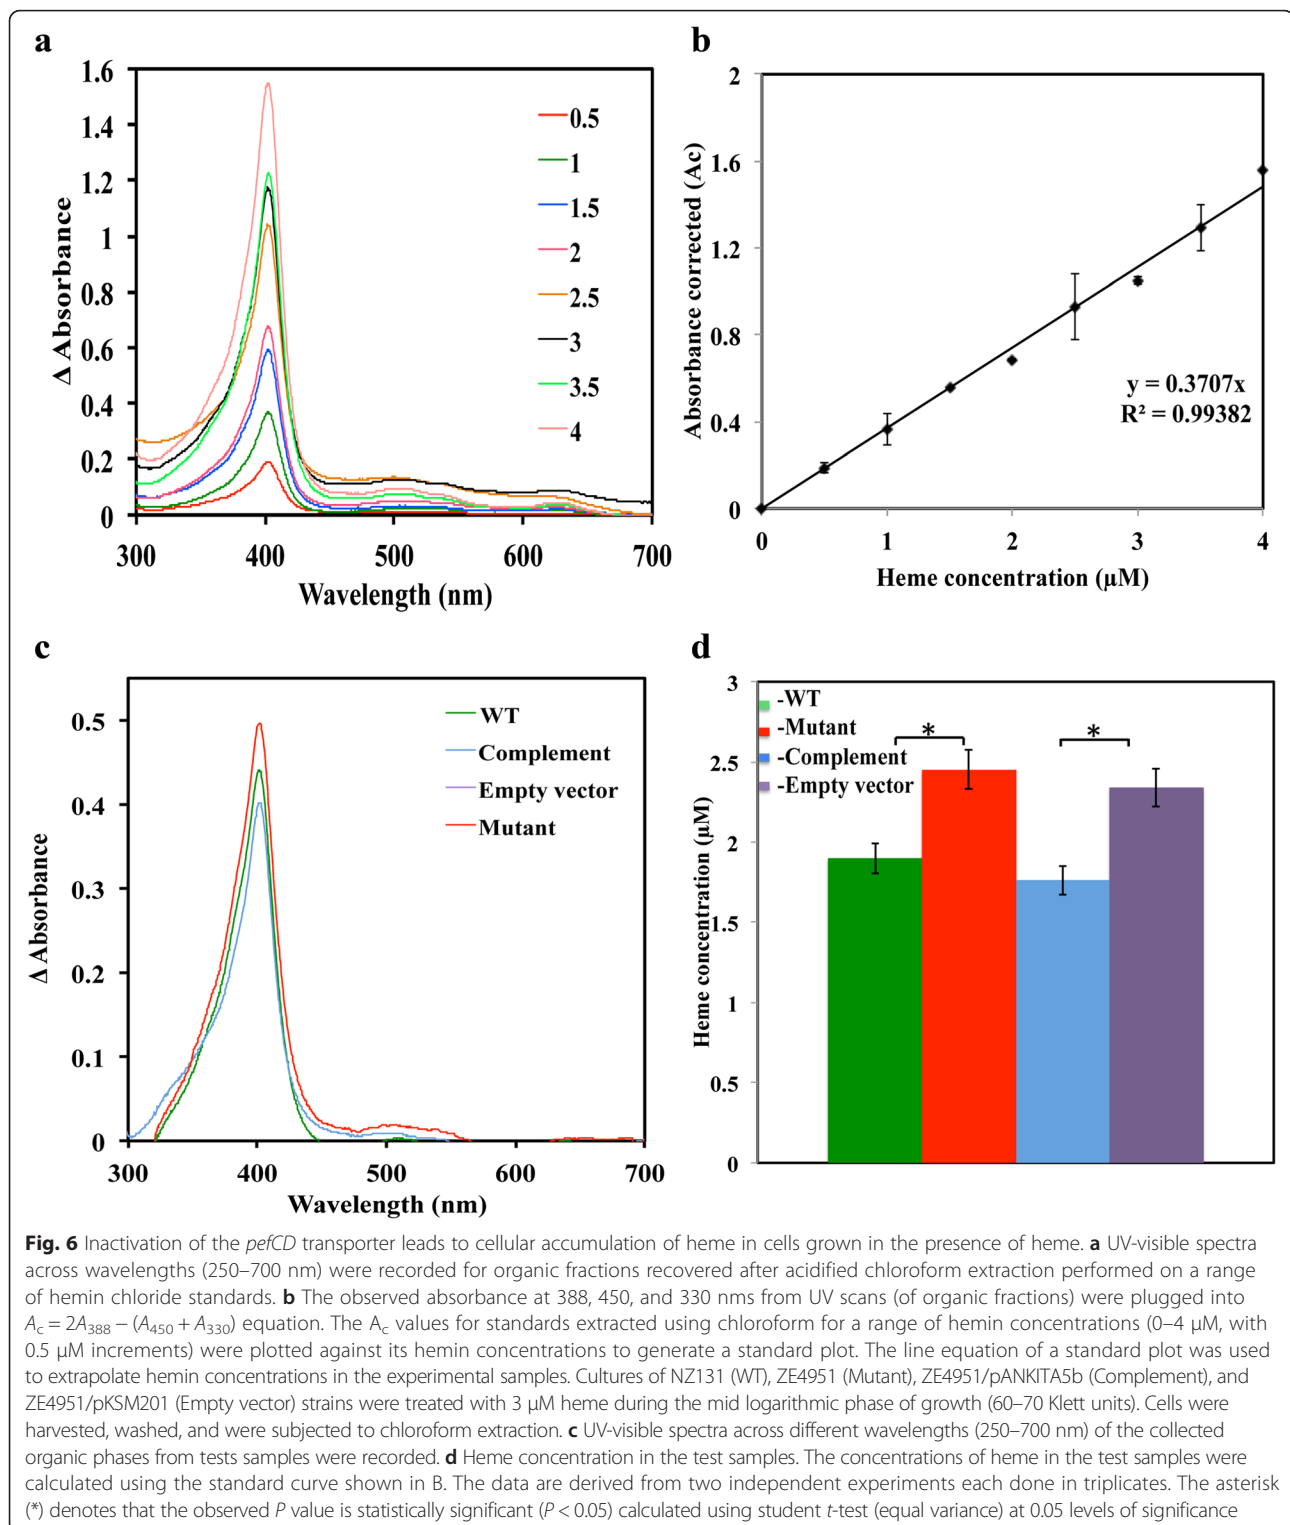 a
1.6
1.4
1.2
1
0.8
0.6
0.4
0.2
0
Δ Absorbance
300 400 500 600 700
Wavelength (nm)
0.5
1
1.5
2
2.5
3
3.5
4
b
2
1.6
1.2
0.8
0.4
0
Absorbance corrected (Ac)
y = 0.3707x
R² = 0.99382
0 1 2 3 4
Heme concentration (µM)
c
0.5
0.4
0.3
0.2
0.1
0
Δ Absorbance
WT
Complement
Empty vector
Mutant
300 400 500 600 700
Wavelength (nm)
d
3
2.5
2
1.5
1
0.5
0
Heme concentration (µM)
-WT
-Mutant
-Complement
-Empty vector
* *
Fig. 6 Inactivation of the pefCD transporter leads to cellular accumulation of heme in cells grown in the presence of heme. a UV-visible spectra
across wavelengths (250–700 nm) were recorded for organic fractions recovered after acidified chloroform extraction performed on a range
of hemin chloride standards. b The observed absorbance at 388, 450, and 330 nms from UV scans (of organic fractions) were plugged into
Ac = 2A388 − (A450 + A330) equation. The Ac values for standards extracted using chloroform for a range of hemin concentrations (0–4 µM, with
0.5 µM increments) were plotted against its hemin concentrations to generate a standard plot. The line equation of a standard plot was used
to extrapolate hemin concentrations in the experimental samples. Cultures of NZ131 (WT), ZE4951 (Mutant), ZE4951/pANKITA5b (Complement), and
ZE4951/pKSM201 (Empty vector) strains were treated with 3 µM heme during the mid logarithmic phase of growth (60–70 Klett units). Cells were
harvested, washed, and were subjected to chloroform extraction. c UV-visible spectra across different wavelengths (250–700 nm) of the collected
organic phases from tests samples were recorded. d Heme concentration in the test samples. The concentrations of heme in the test samples were
calculated using the standard curve shown in B. The data are derived from two independent experiments each done in triplicates. The asterisk
(*) denotes that the observed P value is statistically significant (P < 0.05) calculated using student t-test (equal variance) at 0.05 levels of significance